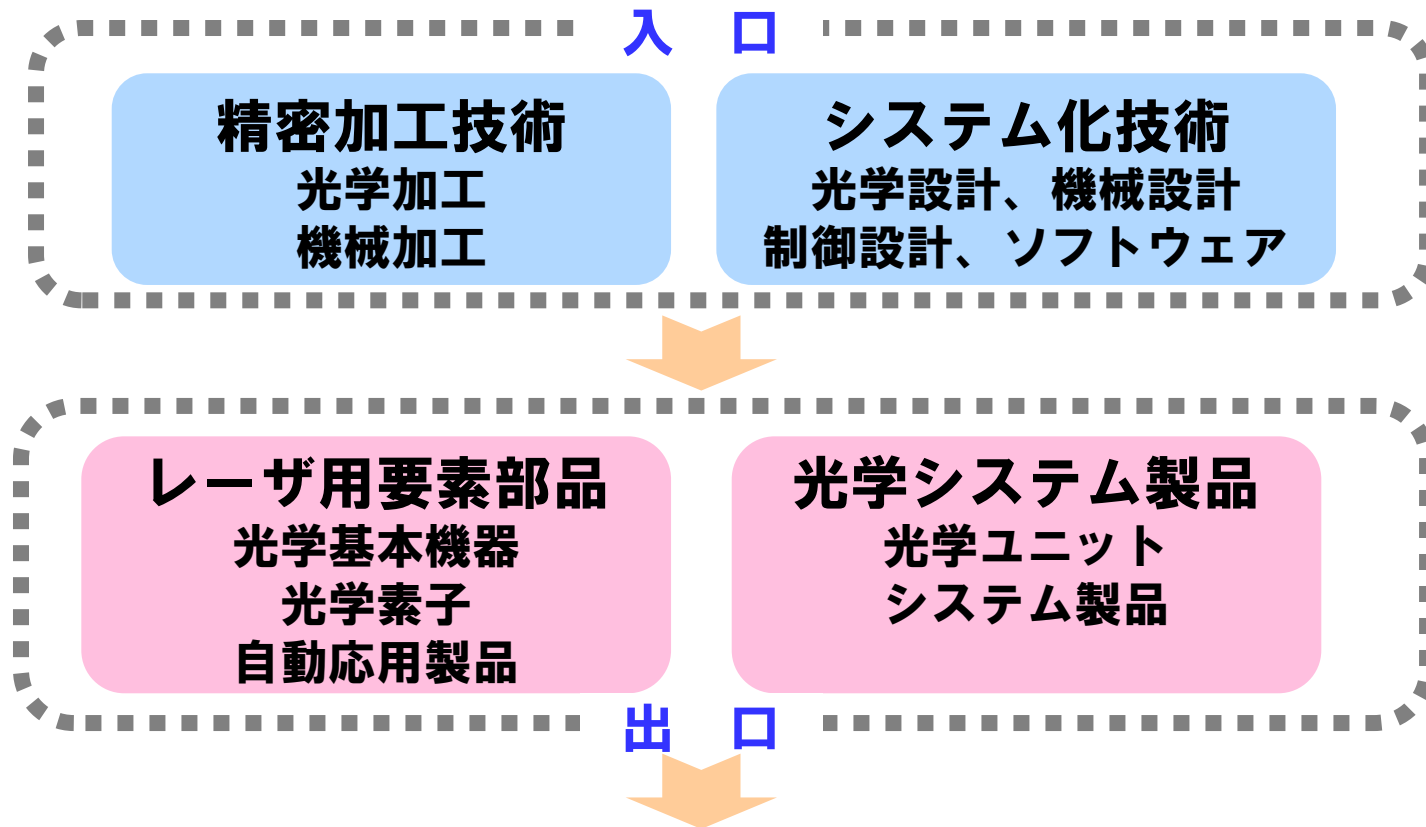 入　口
精密加工技術
光学加工
機械加工
システム化技術
光学設計、機械設計
制御設計、ソフトウェア
レーザ用要素部品
光学基本機器
光学素子
自動応用製品
光学システム製品
光学ユニット
システム製品
出　口